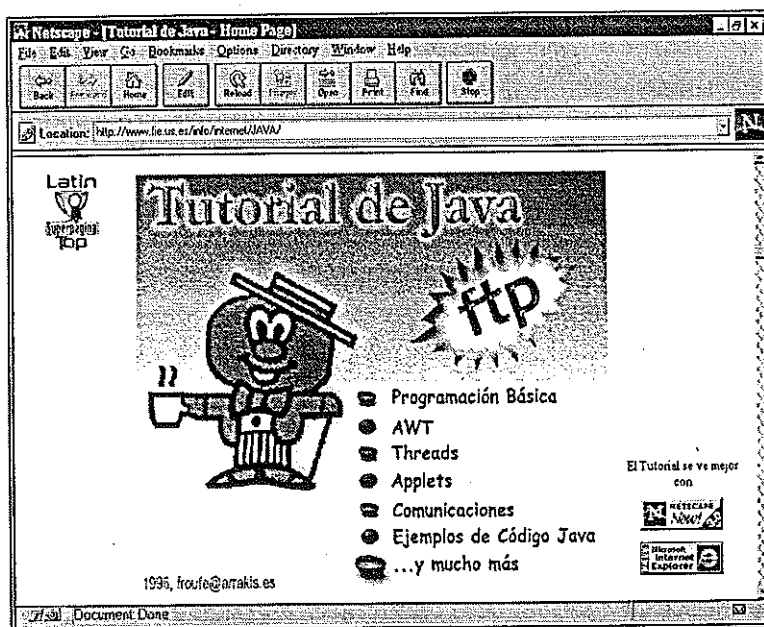 Netscape - [Tutorial de Java - Home Page]
File Edit View Go Bookmarks Options Directory Window Help
Back Forward Home Edit Reload Images Open Print Find Stop
Location: http://www.fie.us.es/info/internet/JAVA/
Latin
Superpagina!
Top
Tutorial de Java
ftp
Programación Básica
AWT
Threads
Applets
Comunicaciones
Ejemplos de Código Java
...y mucho más
El Tutorial se ve mejor
con
N NETSCAPE
Now!
Microsoft
Internet
Explorer
1996, froufe@arrakis.es
Document Done